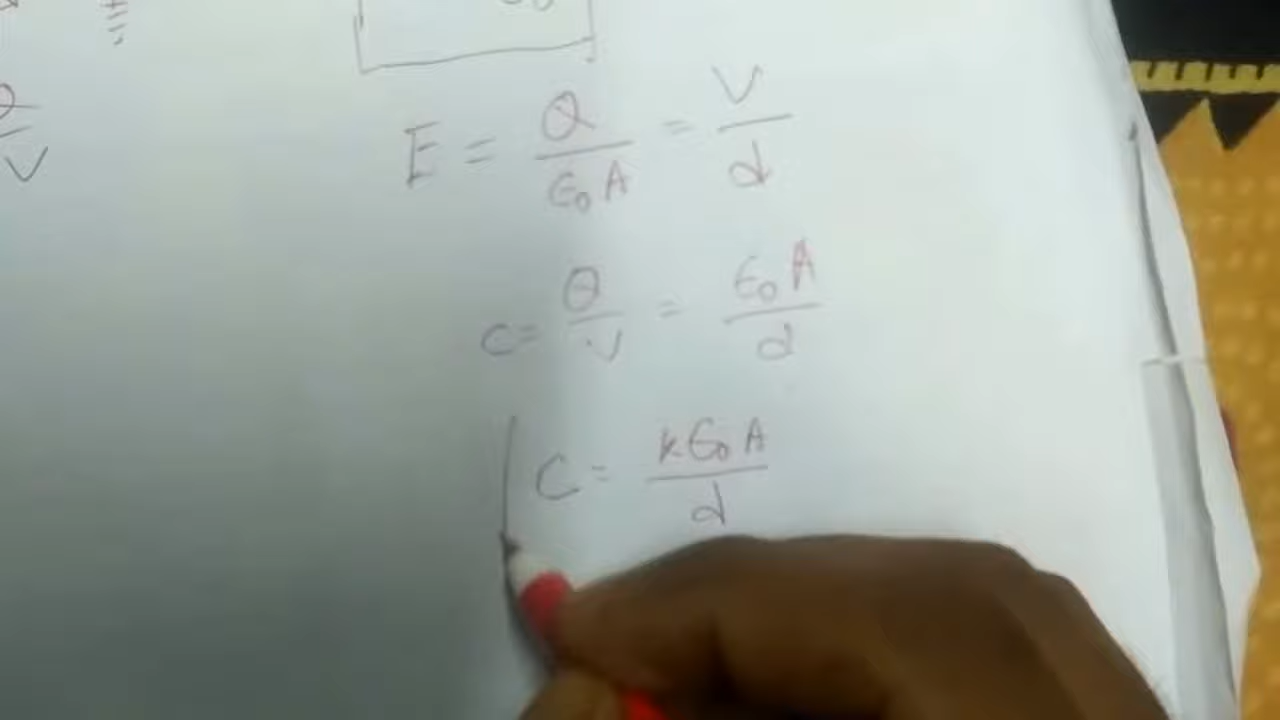 E = Q/ϵ₀A = V/d
Q/V
C = Q/V = ϵ₀A/d
C = kϵ₀A/d